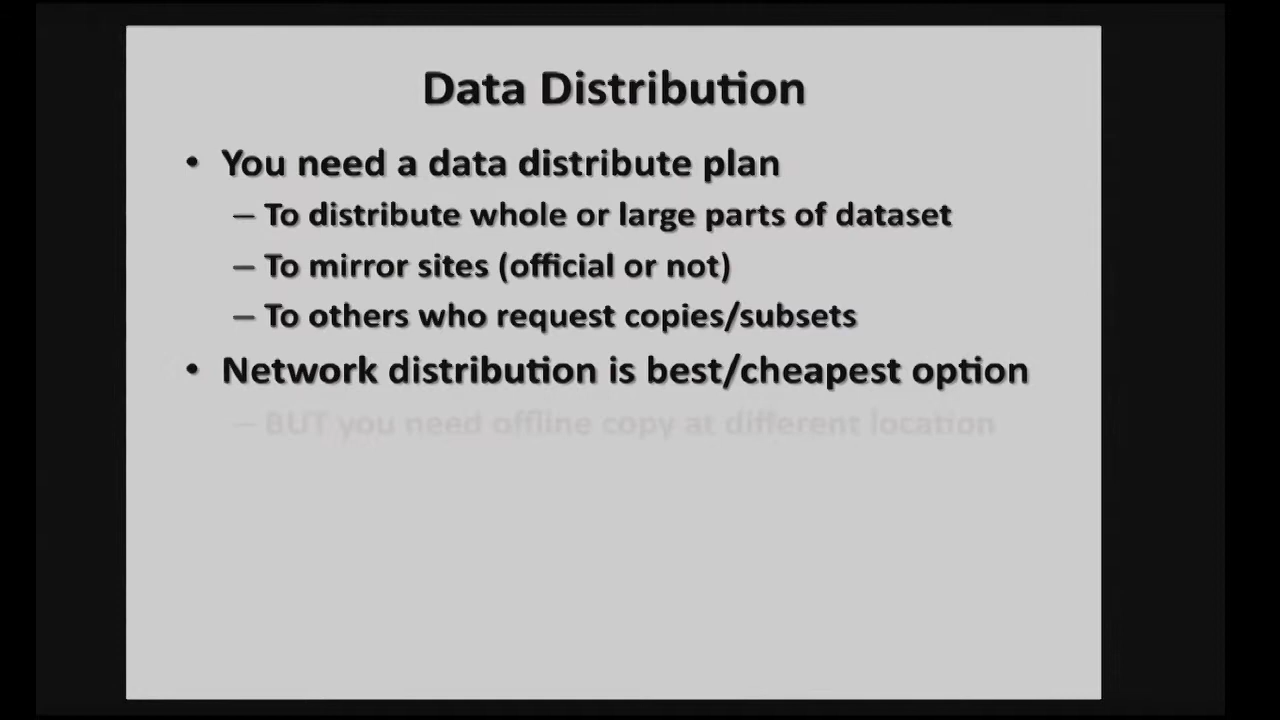 Data Distribution
• You need a data distribute plan
– To distribute whole or large parts of dataset
– To mirror sites (official or not)
– To others who request copies/subsets
• Network distribution is best/cheapest option
– BUT you need offline copy at different location